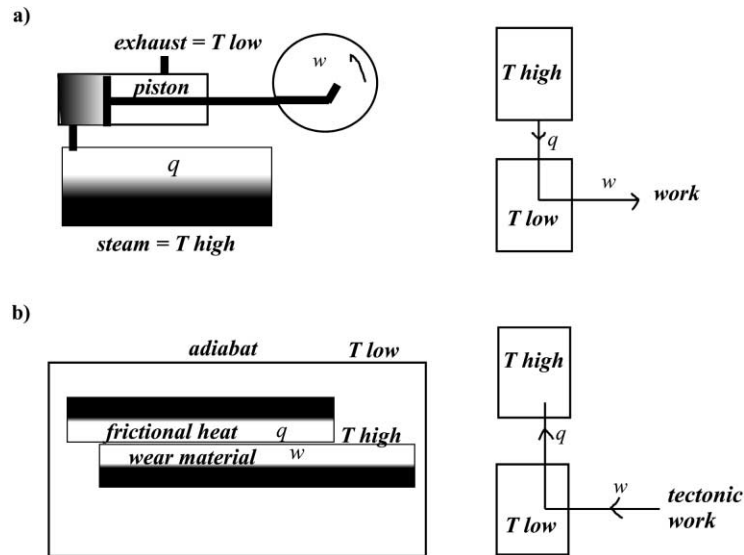 a)
exhaust = T low
piston
w
q
steam = T high
T high
q
T low
w
work
b)
adiabat
T low
frictional heat
q
T high
wear material
w
T high
q
T low
w
tectonic
work